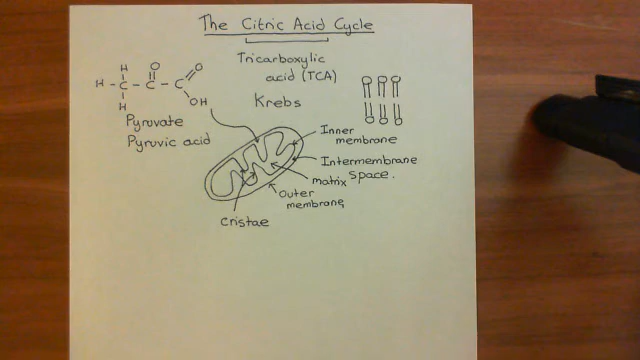 The Citric Acid Cycle
Tricarboxylic
acid (TCA)
Krebs
H O O
H - C - C - C
H OH
Pyruvate
Pyruvic acid
Inner
membrane
Intermembrane
space.
matrix
Outer
membrane
Cristae